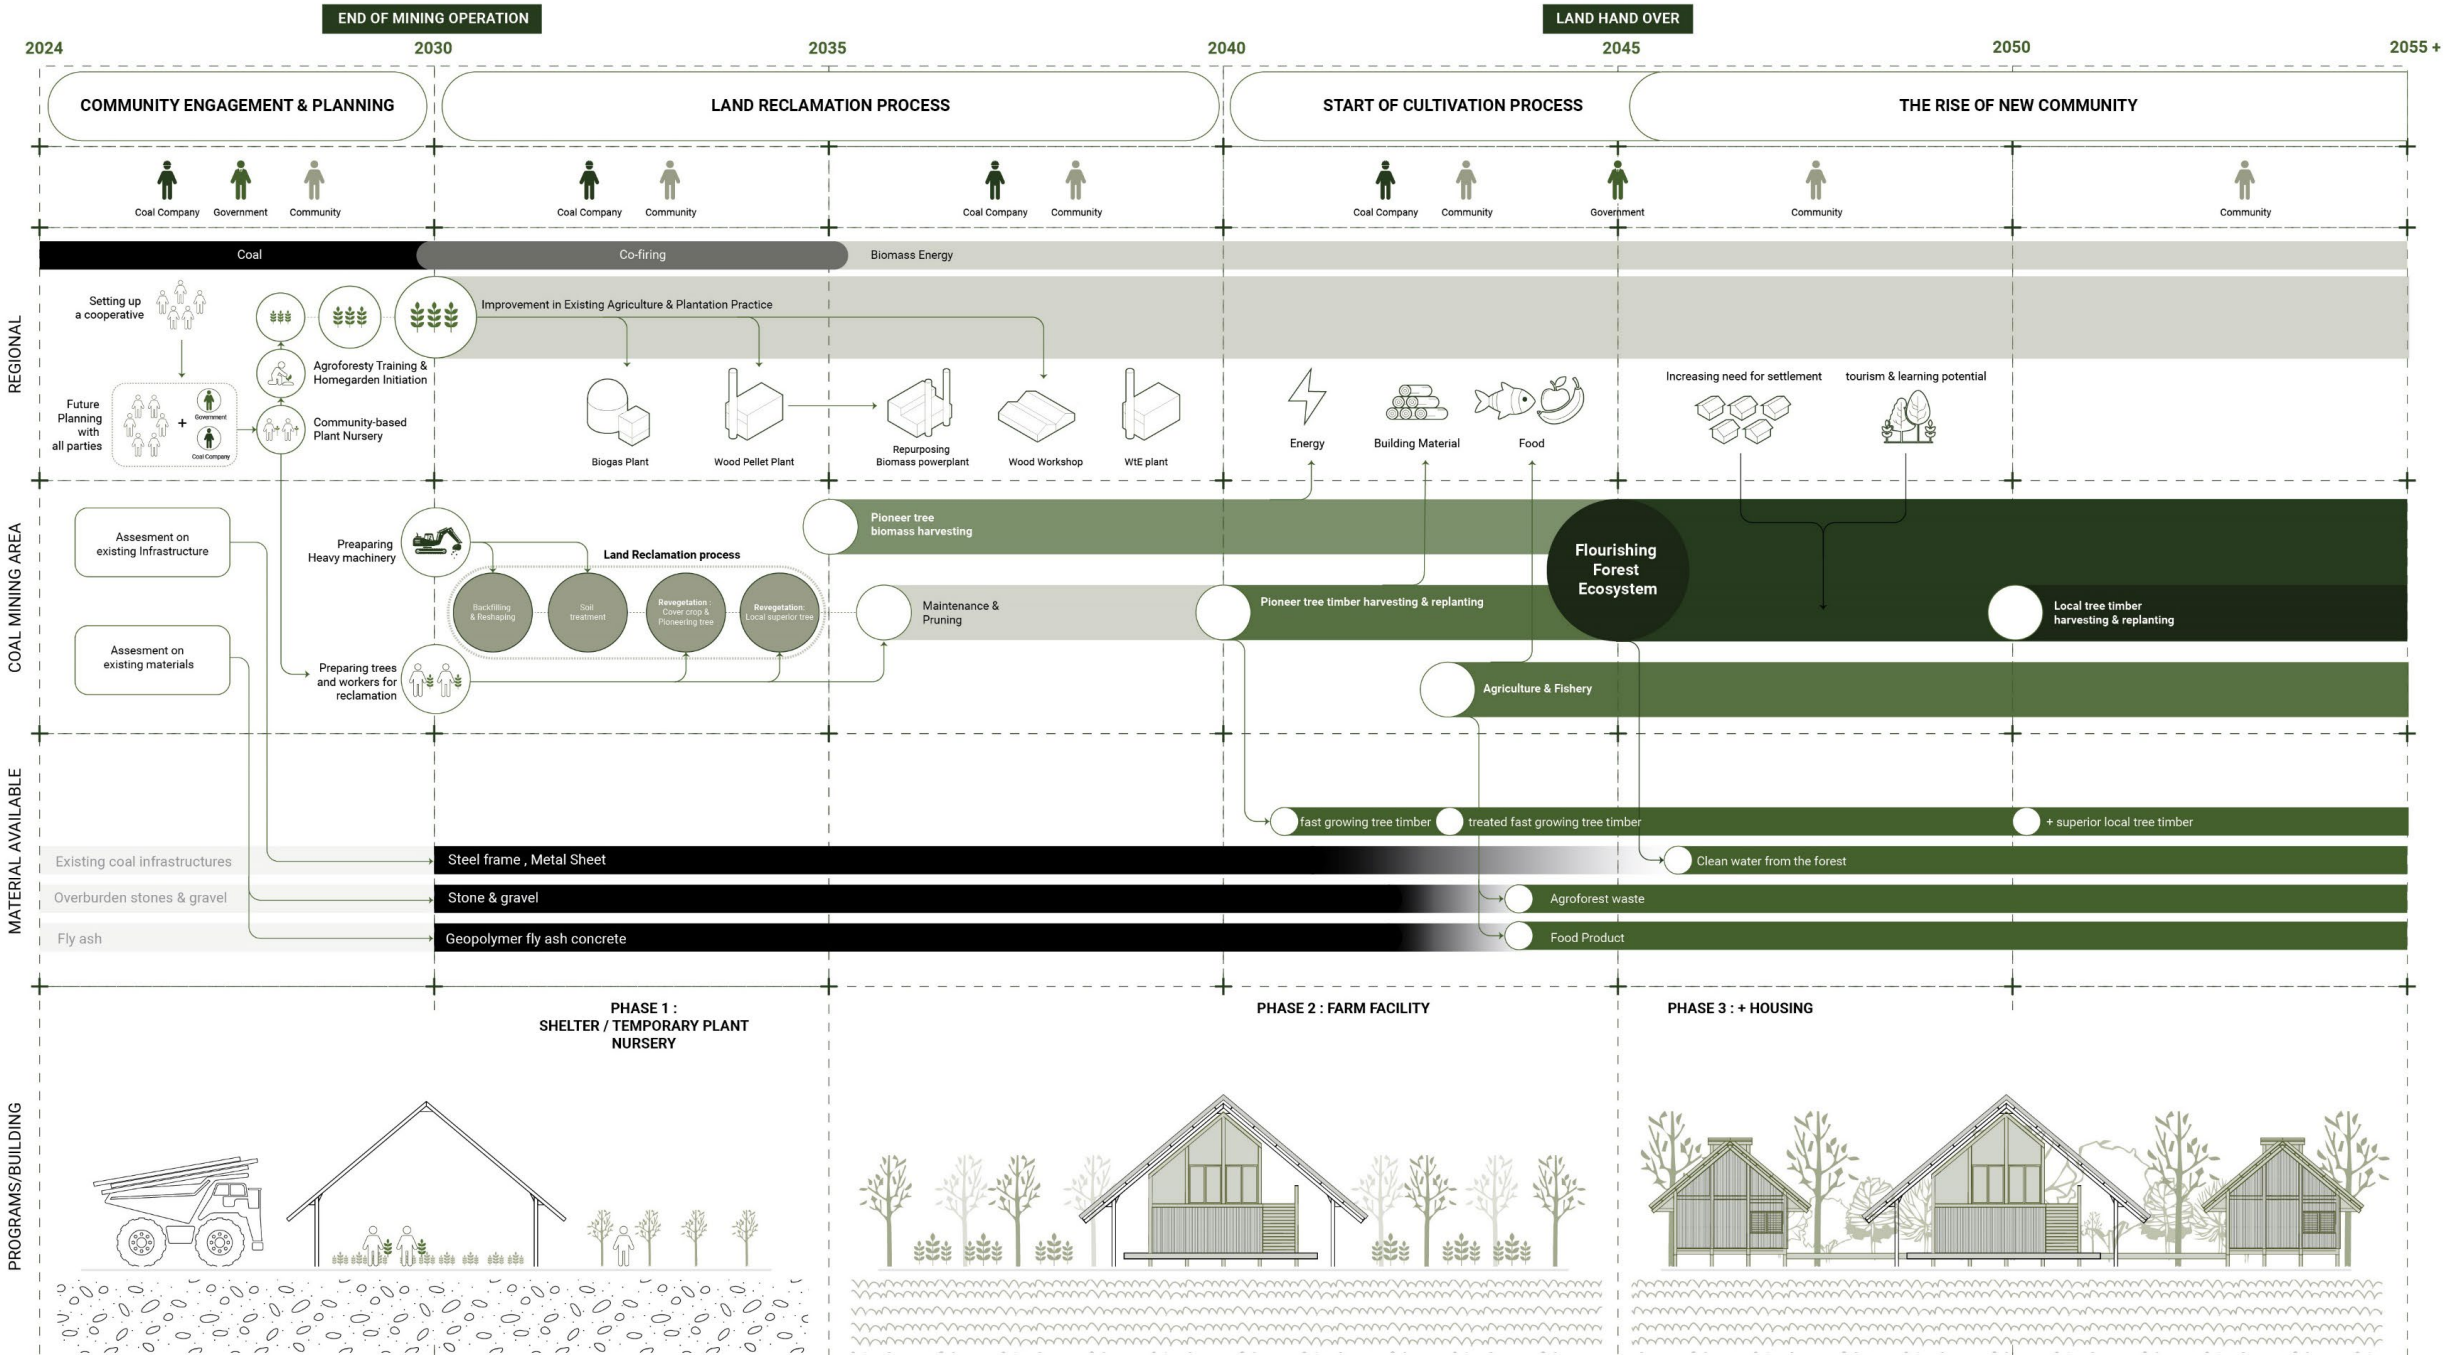 END OF MINING OPERATION
LAND HAND OVER
2024
2030
2035
2040
2045
2050
2055 +
COMMUNITY ENGAGEMENT & PLANNING
LAND RECLAMATION PROCESS
START OF CULTIVATION PROCESS
THE RISE OF NEW COMMUNITY
Coal Company
Government
Community
Coal Company
Community
Coal Company
Community
Coal Company
Community
Government
Community
Community
REGIONAL
Coal
Co-firing
Biomass Energy
Setting up
a cooperative
Improvement in Existing Agriculture & Plantation Practice
Agroforesty Training &
Homegarden Initiation
Future
Planning
with
all parties
+
Government
Coal Company
Community-based
Plant Nursery
Biogas Plant
Wood Pellet Plant
Repurposing
Biomass powerplant
Wood Workshop
WtE plant
Energy
Building Material
Food
Increasing need for settlement
tourism & learning potential
COAL MINING AREA
Assesment on
existing Infrastructure
Assesment on
existing materials
Preaparing
Heavy machinery
Land Reclamation process
Backfilling
& Reshaping
Soil
treatment
Revegetation :
Cover crop &
Pioneering tree
Revegetation:
Local superior tree
Preparing trees
and workers for
reclamation
Pioneer tree
biomass harvesting
Maintenance &
Pruning
Pioneer tree timber harvesting & replanting
Flourishing
Forest
Ecosystem
Local tree timber
harvesting & replanting
Agriculture & Fishery
MATERIAL AVAILABLE
fast growing tree timber
treated fast growing tree timber
+ superior local tree timber
Existing coal infrastructures
Steel frame , Metal Sheet
Clean water from the forest
Overburden stones & gravel
Stone & gravel
Agroforest waste
Fly ash
Geopolymer fly ash concrete
Food Product
PROGRAMS/BUILDING
PHASE 1 :
SHELTER / TEMPORARY PLANT
NURSERY
PHASE 2 : FARM FACILITY
PHASE 3 : + HOUSING